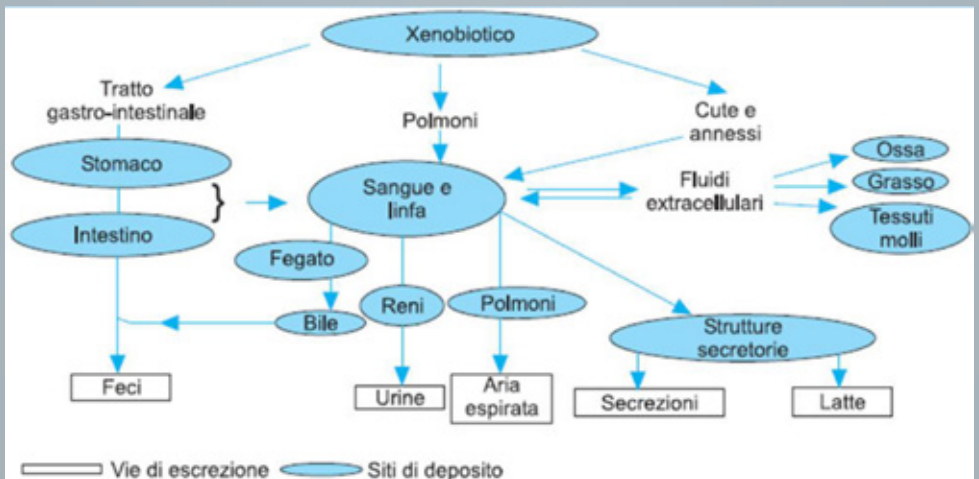 Xenobiotico
Tratto
gastro-intestinale
Polmoni
Cute e
annessi
Stomaco
Intestino
}
Sangue e
linfa
Fluidi
extracellulari
Ossa
Grasso
Tessuti
molli
Fegato
Bile
Reni
Polmoni
Strutture
secretorie
Feci
Urine
Aria
espirata
Secrezioni
Latte
Vie di escrezione
Siti di deposito